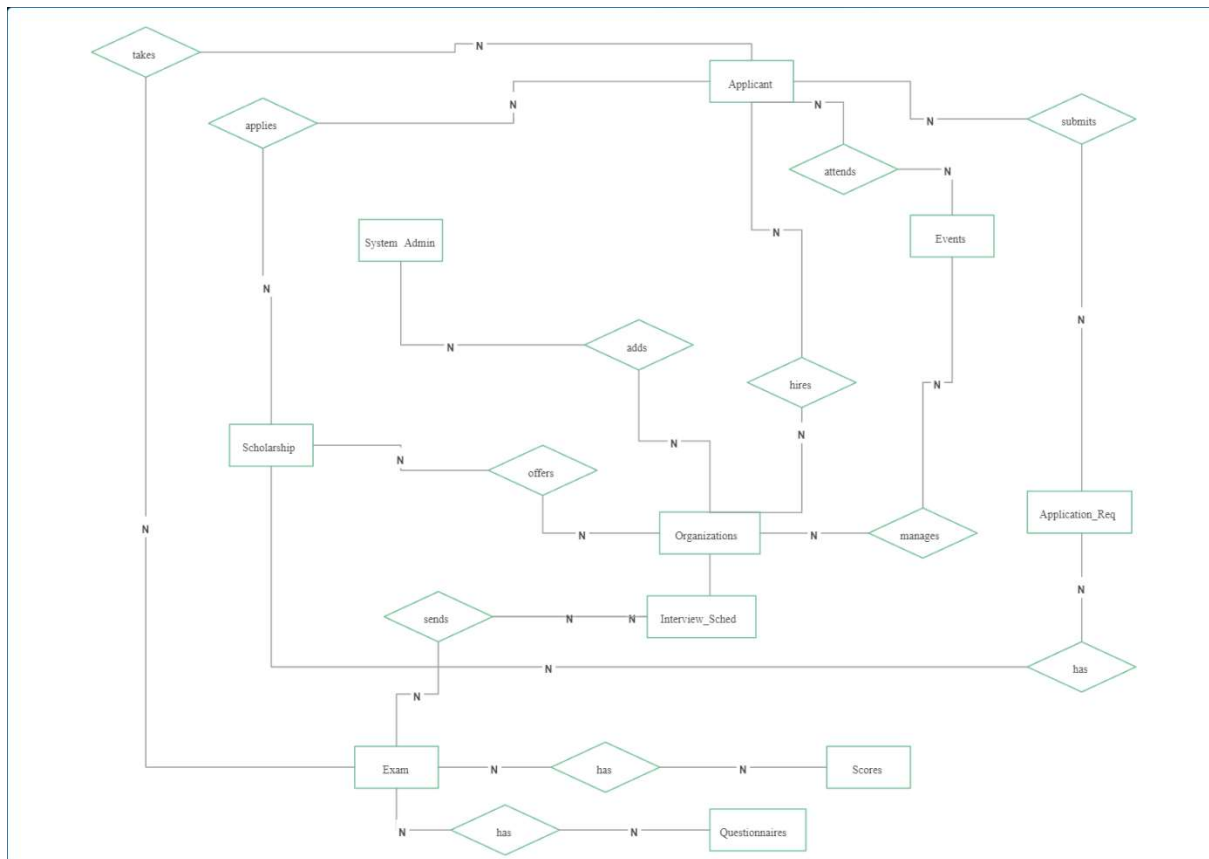 takes
N
Applicant
N
applies
N
N
submits
attends
N
N
System Admin
Events
N
N
N
adds
hires
N
N
N
Scholarship
N
N
offers
Application_Req
N
Organizations
N
manages
N
N
sends
N
N
Interview_Sched
N
has
N
Exam
N
has
N
Scores
N
has
N
Questionnaires